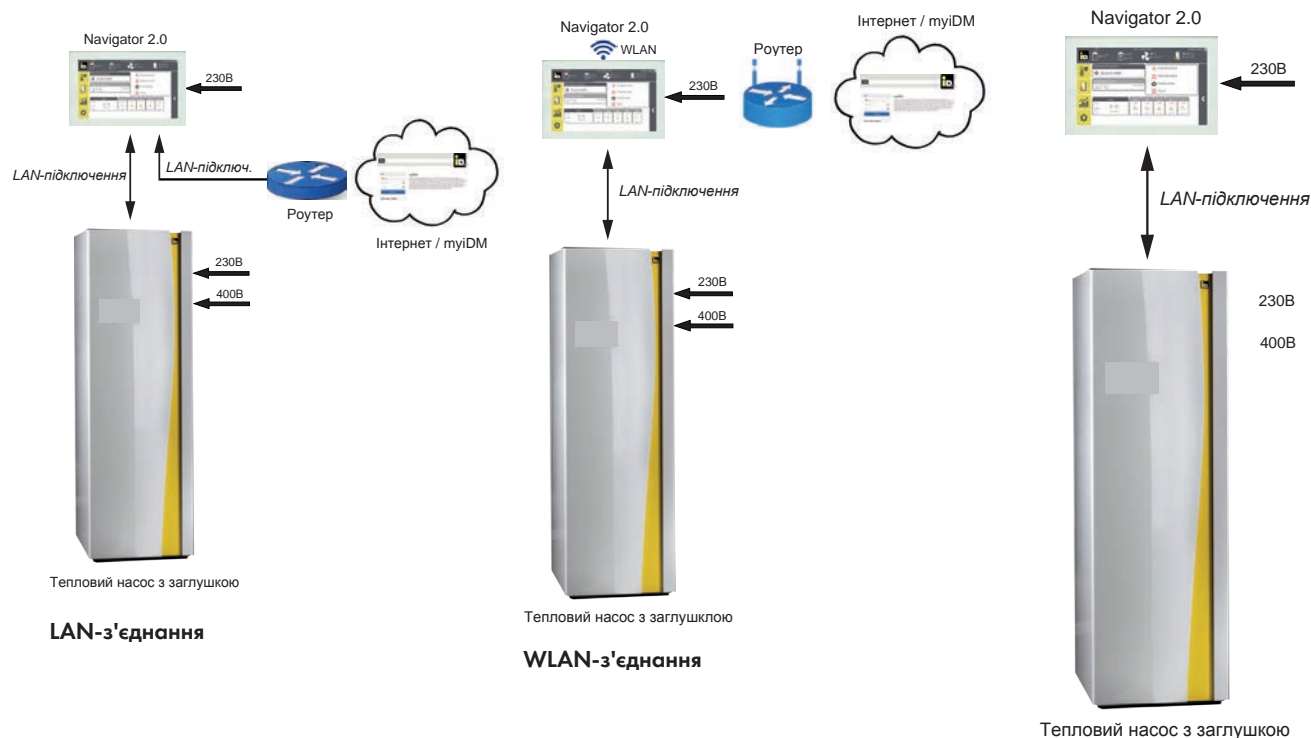 Navigator 2.0
230В
LAN-підключення
LAN-підключ.
Роутер
Інтернет / myiDM
230В
400В
Тепловий насос з заглушкою
LAN-з'єднання
Navigator 2.0
WLAN
230В
Роутер
Інтернет / myiDM
LAN-підключення
230В
400В
Тепловий насос з заглушклою
WLAN-з'єднання
Navigator 2.0
230В
LAN-підключення
230В
400В
Тепловий насос з заглушкою